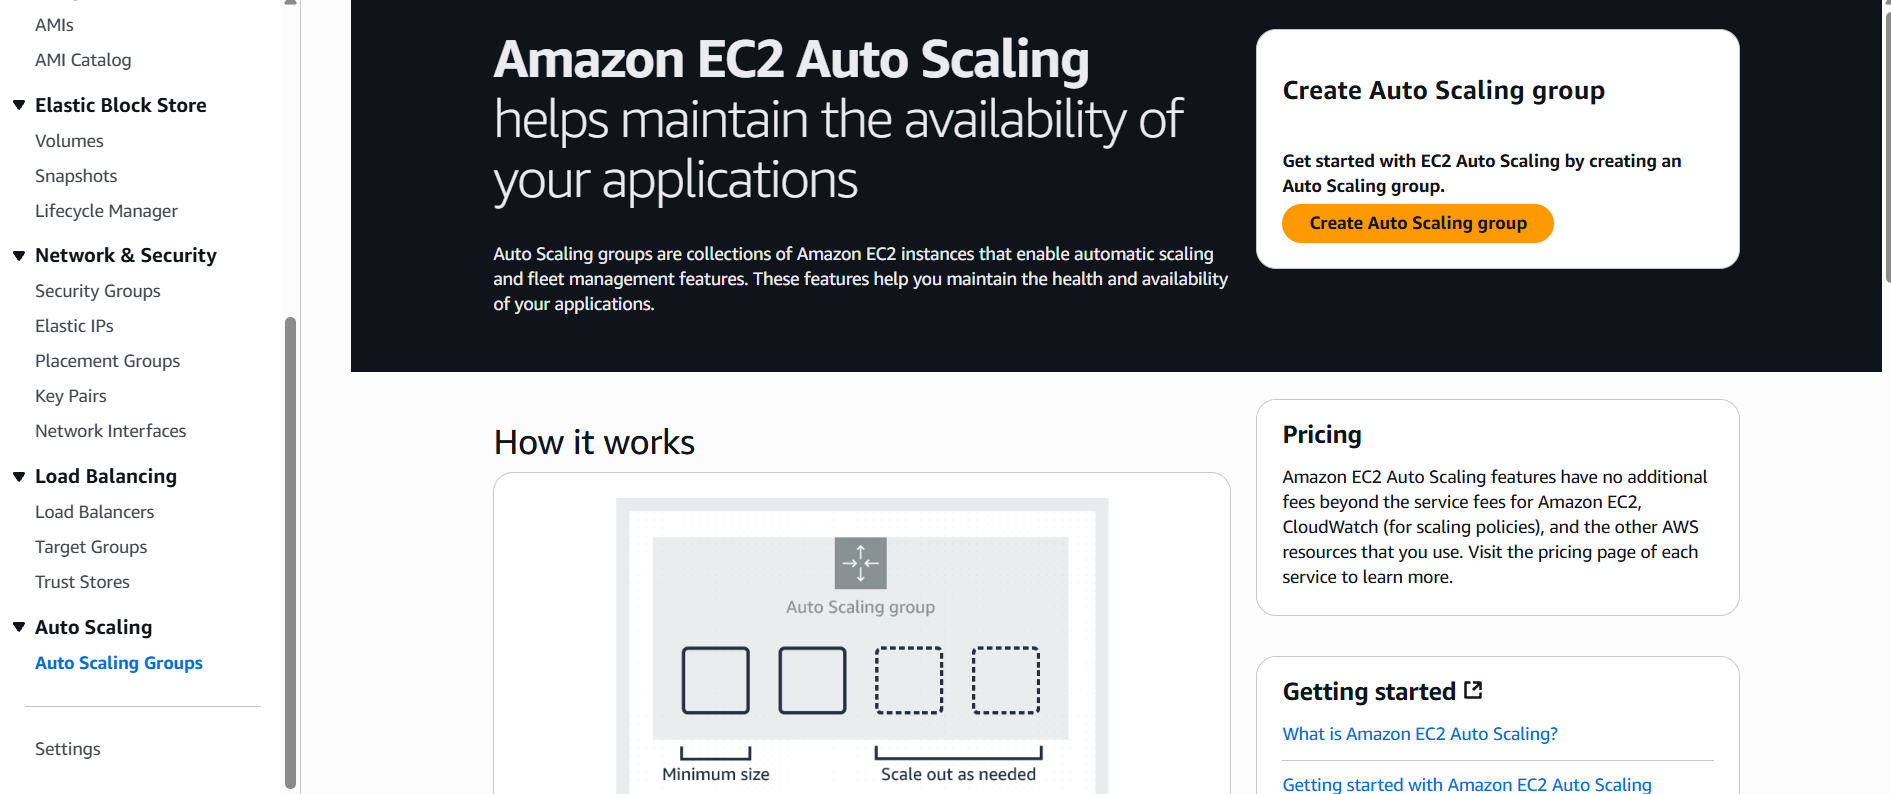 AMIs
AMI Catalog
Elastic Block Store
Volumes
Snapshots
Lifecycle Manager
Network & Security
Security Groups
Elastic IPs
Placement Groups
Key Pairs
Network Interfaces
Load Balancing
Load Balancers
Target Groups
Trust Stores
Auto Scaling
Auto Scaling Groups
Settings
Amazon EC2 Auto Scaling
helps maintain the availability of
your applications
Auto Scaling groups are collections of Amazon EC2 instances that enable automatic scaling
and fleet management features. These features help you maintain the health and availability
of your applications.
Create Auto Scaling group
Get started with EC2 Auto Scaling by creating an
Auto Scaling group.
Create Auto Scaling group
How it works
Auto Scaling group
Minimum size
Scale out as needed
Pricing
Amazon EC2 Auto Scaling features have no additional
fees beyond the service fees for Amazon EC2,
CloudWatch (for scaling policies), and the other AWS
resources that you use. Visit the pricing page of each
service to learn more.
Getting started
What is Amazon EC2 Auto Scaling?
Getting started with Amazon EC2 Auto Scaling